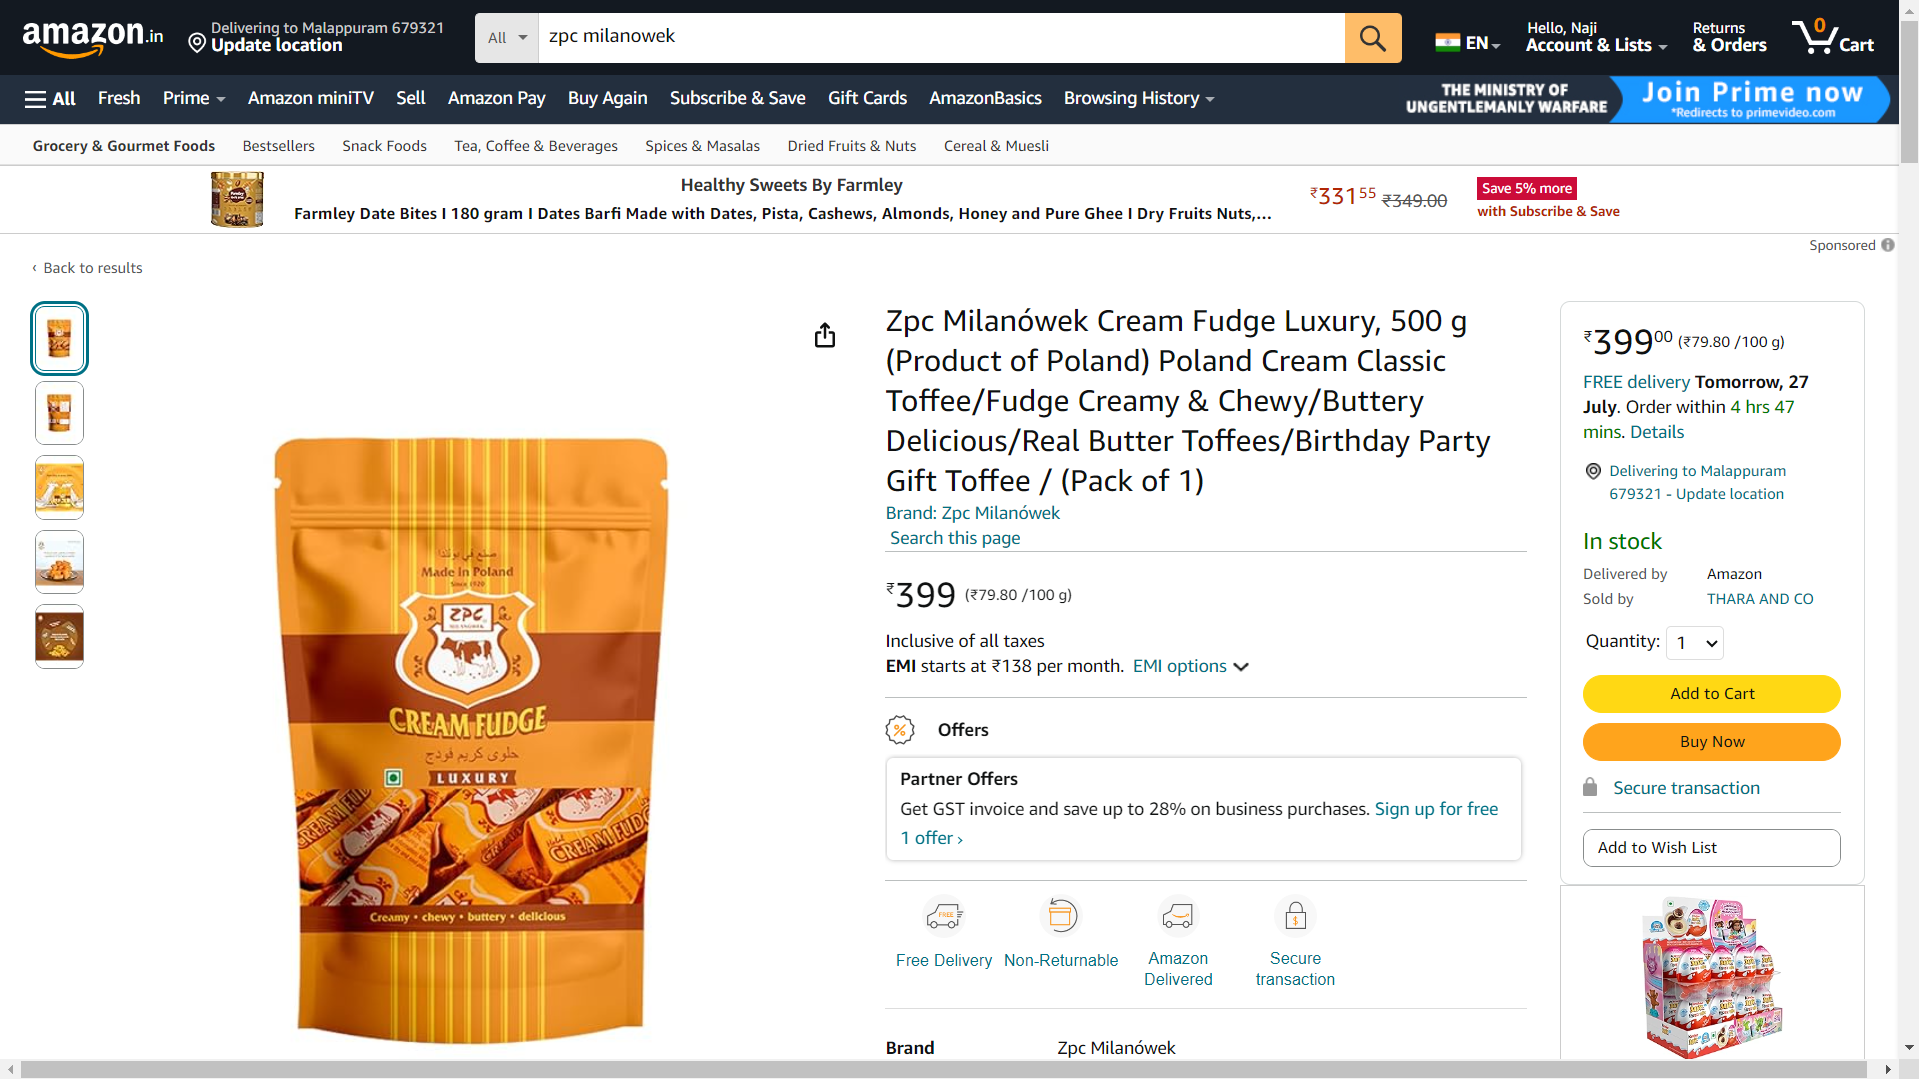 amazon.in
Delivering to Malappuram 679321
Update location
All
zpc milanowek
EN
Hello, Naji
Account & Lists
Returns
& Orders
0
Cart
All
Fresh
Prime
Amazon miniTV
Sell
Amazon Pay
Buy Again
Subscribe & Save
Gift Cards
AmazonBasics
Browsing History
THE MINISTRY OF
UNGENTLEMANLY WARFARE
Join Prime now
*Redirects to primevideo.com
Grocery & Gourmet Foods
Bestsellers
Snack Foods
Tea, Coffee & Beverages
Spices & Masalas
Dried Fruits & Nuts
Cereal & Muesli
Healthy Sweets By Farmley
Farmley Date Bites I 180 gram I Dates Barfi Made with Dates, Pista, Cashews, Almonds, Honey and Pure Ghee I Dry Fruits Nuts,...
₹331 55 ₹349.00
Save 5% more
with Subscribe & Save
Sponsored
‹ Back to results
صنع في بولندا
Made in Poland
Since 1920
ZPC
MILANÓWEK
CREAM FUDGE
حلوى كريم فودج
LUXURY
CREAM FUDGE
Creamy • chewy • buttery • delicious
Zpc Milanówek Cream Fudge Luxury, 500 g
(Product of Poland) Poland Cream Classic
Toffee/Fudge Creamy & Chewy/Buttery
Delicious/Real Butter Toffees/Birthday Party
Gift Toffee / (Pack of 1)
Brand: Zpc Milanówek
Search this page
₹399 (₹79.80 /100 g)
Inclusive of all taxes
EMI starts at ₹138 per month. EMI options
Offers
Partner Offers
Get GST invoice and save up to 28% on business purchases. Sign up for free
1 offer ›
FREE
Free Delivery
Non-Returnable
Amazon
Delivered
Secure
transaction
Brand
Zpc Milanówek
₹399 00 (₹79.80 /100 g)
FREE delivery Tomorrow, 27
July. Order within 4 hrs 47
mins. Details
Delivering to Malappuram
679321 - Update location
In stock
Delivered by
Amazon
Sold by
THARA AND CO
Quantity: 1
Add to Cart
Buy Now
Secure transaction
Add to Wish List